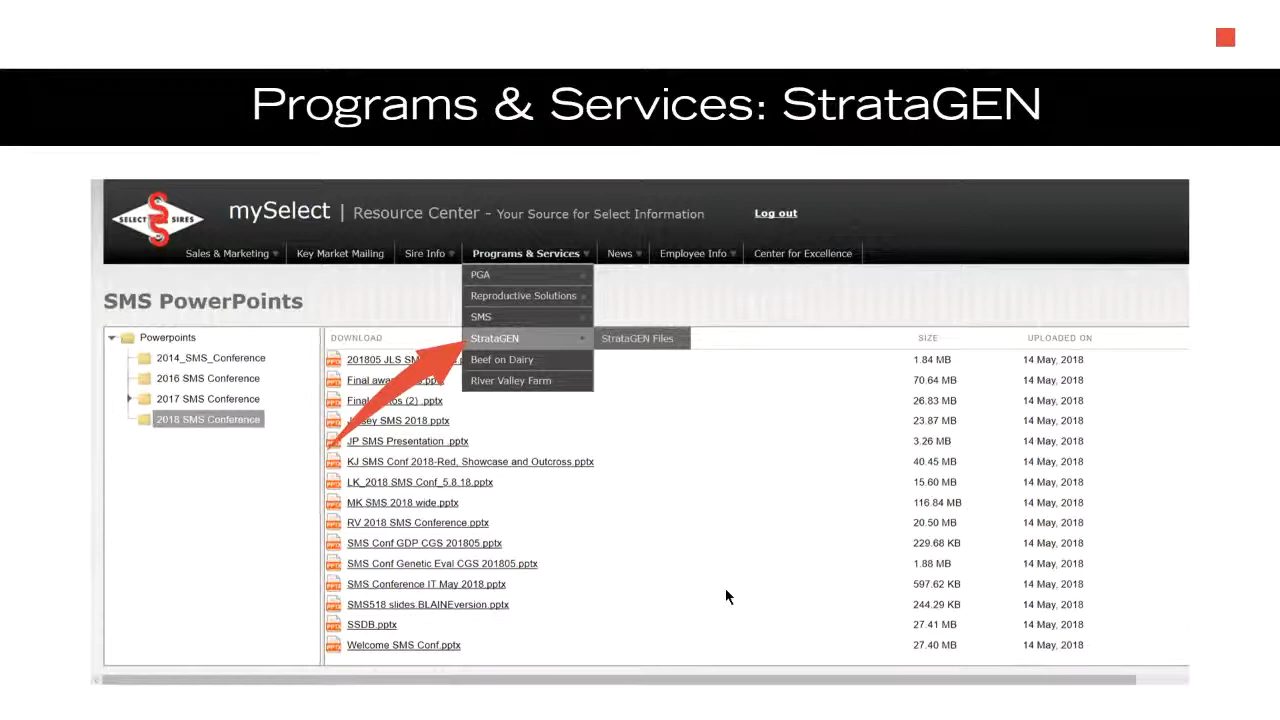 Programs & Services: StrataGEN
SELECT SIRES
mySelect | Resource Center - Your Source for Select Information
Log out
Sales & Marketing
Key Market Mailing
Sire Info
Programs & Services
News
Employee Info
Center for Excellence
PGA
Reproductive Solutions
SMS
StrataGEN
StrataGEN Files
Beef on Dairy
River Valley Farm
SMS PowerPoints
Powerpoints
2014_SMS_Conference
2016 SMS Conference
2017 SMS Conference
2018 SMS Conference
DOWNLOAD SIZE UPLOADED ON
201805 JLS 1.84 MB 14 May, 2018
Final 70.64 MB 14 May, 2018
Final (2) .pptx 26.83 MB 14 May, 2018
SMS 2018.pptx 23.87 MB 14 May, 2018
JP SMS Presentation .pptx 3.26 MB 14 May, 2018
KJ SMS Conf 2018-Red, Showcase and Outcross.pptx 40.45 MB 14 May, 2018
LK_2018 SMS Conf_5.8.18.pptx 15.60 MB 14 May, 2018
MK SMS 2018 wide.pptx 116.84 MB 14 May, 2018
RV 2018 SMS Conference.pptx 20.50 MB 14 May, 2018
SMS Conf GDP CGS 201805.pptx 229.68 KB 14 May, 2018
SMS Conf Genetic Eval CGS 201805.pptx 1.88 MB 14 May, 2018
SMS Conference IT May 2018.pptx 597.62 KB 14 May, 2018
SMS518 slides BLAINEversion.pptx 244.29 KB 14 May, 2018
SSDB.pptx 27.41 MB 14 May, 2018
Welcome SMS Conf.pptx 27.40 MB 14 May, 2018